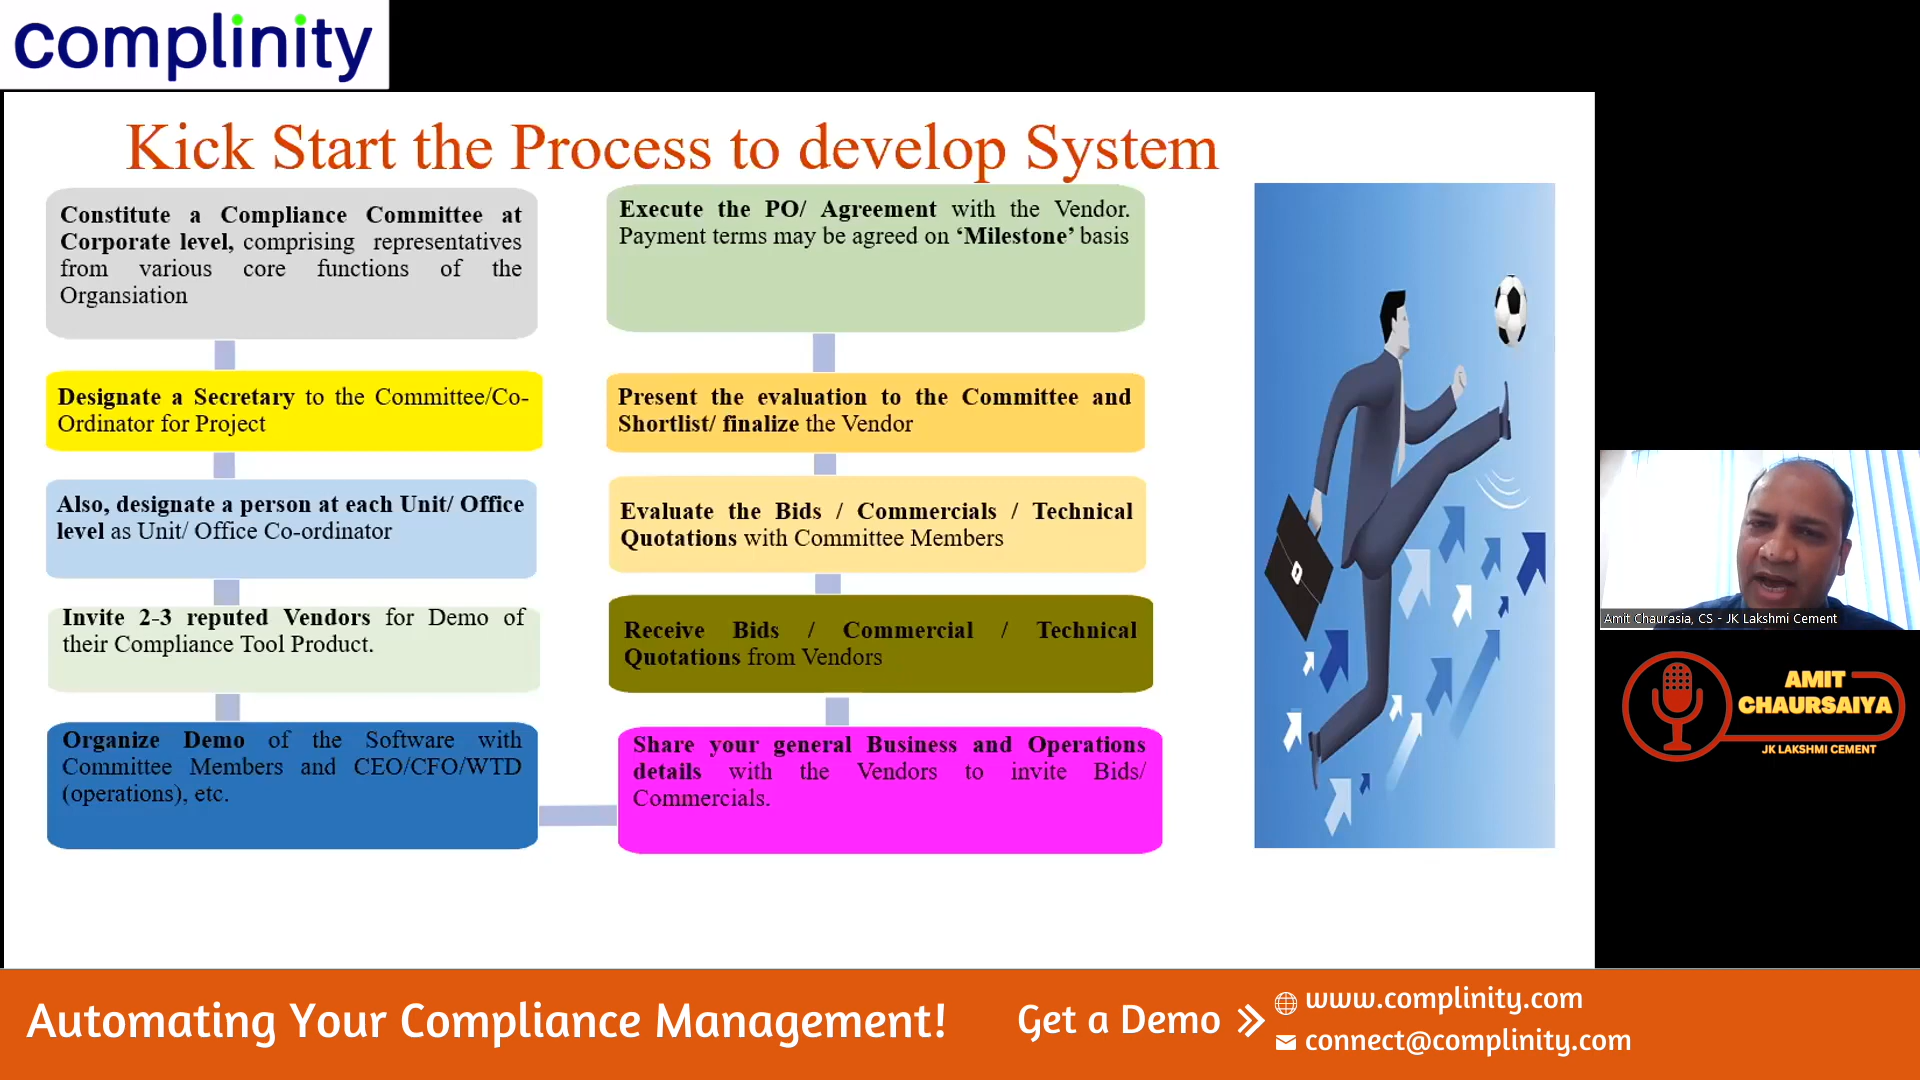 complinity
Kick Start the Process to develop System
Constitute a Compliance Committee at
Corporate level, comprising representatives
from various core functions of the
Organsiation
Designate a Secretary to the Committee/Co-
Ordinator for Project
Also, designate a person at each Unit/ Office
level as Unit/ Office Co-ordinator
Invite 2-3 reputed Vendors for Demo of
their Compliance Tool Product.
Organize Demo of the Software with
Committee Members and CEO/CFO/WTD
(operations), etc.
Execute the PO/ Agreement with the Vendor.
Payment terms may be agreed on ‘Milestone’ basis
Present the evaluation to the Committee and
Shortlist/ finalize the Vendor
Evaluate the Bids / Commercials / Technical
Quotations with Committee Members
Receive Bids / Commercial / Technical
Quotations from Vendors
Share your general Business and Operations
details with the Vendors to invite Bids/
Commercials.
Amit Chaurasia, CS - JK Lakshmi Cement
AMIT
CHAURSAIYA
JK LAKSHMI CEMENT
Automating Your Compliance Management!
Get a Demo
www.complinity.com
connect@complinity.com